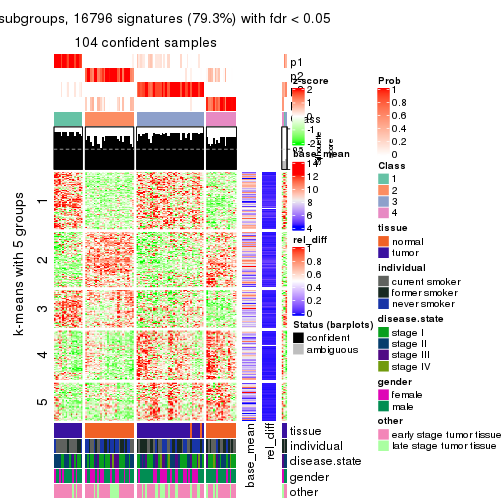 subgroups, 16796 signatures (79.3%) with fdr < 0.05
104 confident samples
p1
p2
z-score
2
1
0
-1
-2
Class
Silhouette
score
base_mean
14
12
10
8
6
4
rel_diff
1
0.8
0.6
0.4
0.2
0
Status (barplots)
confident
ambiguous
k-means with 5 groups
1
2
3
4
5
base_mean
rel_diff
tissue
individual
disease.state
gender
other
Prob
1
0.8
0.6
0.4
0.2
0
Class
1
2
3
4
tissue
normal
tumor
individual
current smoker
former smoker
never smoker
disease.state
stage I
stage II
stage III
stage IV
gender
female
male
other
early stage tumor tissue
late stage tumor tissue